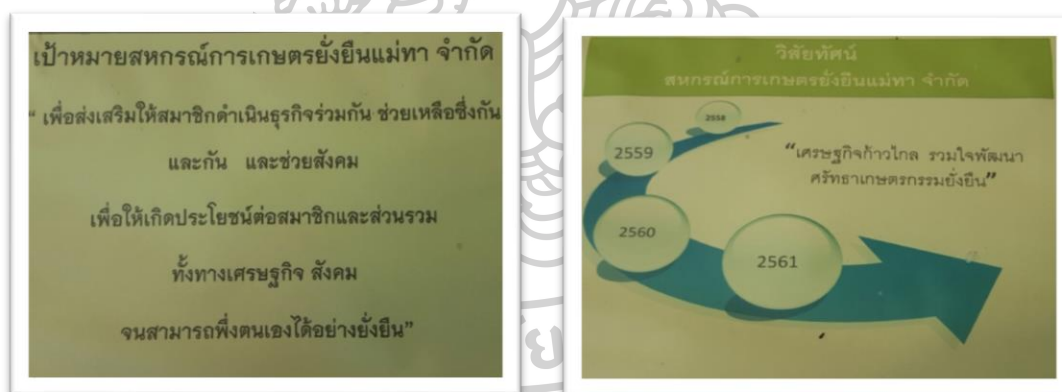 เป้าหมายสหกรณ์การเกษตรยั่งยืนแม่ทา จำกัด
“ เพื่อส่งเสริมให้สมาชิกดำเนินธุรกิจร่วมกัน ช่วยเหลือซึ่งกัน
และกัน และช่วยสังคม
เพื่อให้เกิดประโยชน์ต่อสมาชิกและส่วนรวม
ทั้งทางเศรษฐกิจ สังคม
จนสามารถพึ่งตนเองได้อย่างยั่งยืน”
วิสัยทัศน์
สหกรณ์การเกษตรยั่งยืนแม่ทา จำกัด
2558
2559
“เศรษฐกิจก้าวไกล รวมใจพัฒนา
ศรัทธาเกษตรกรรมยั่งยืน”
2560
2561